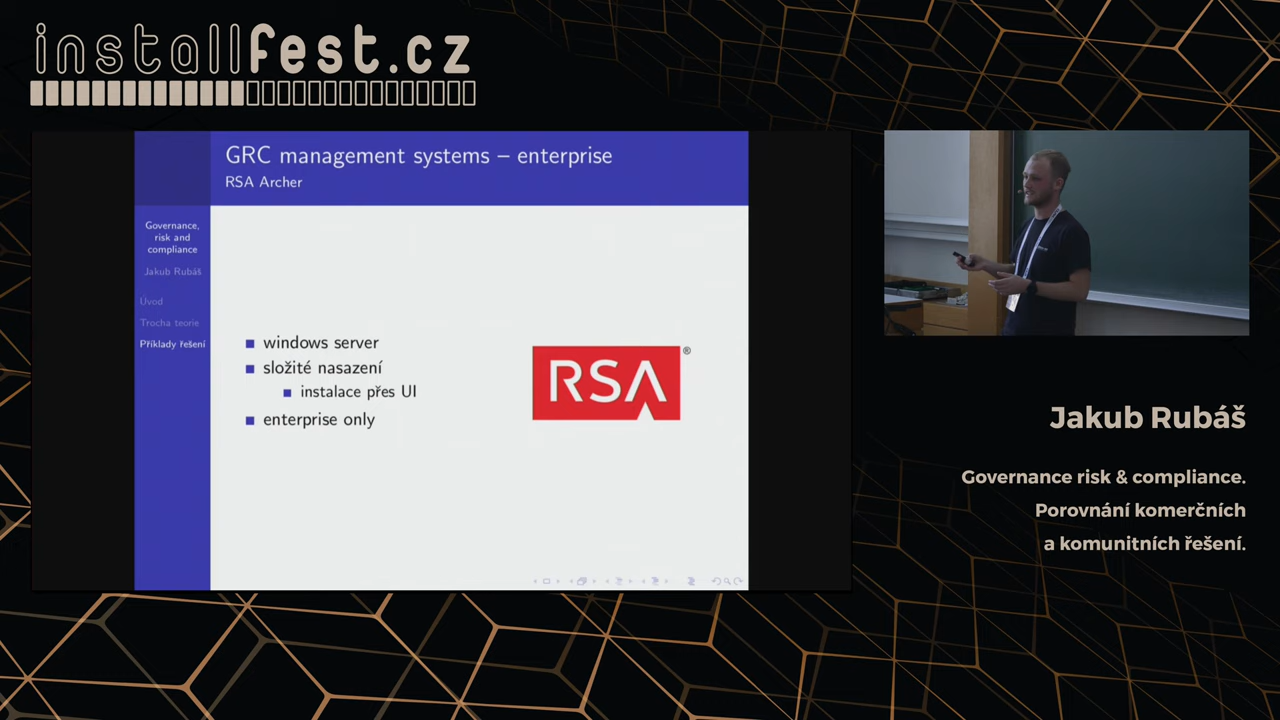 installfest.cz
GRC management systems – enterprise
RSA Archer
Governance,
risk and
compliance
Jakub Rubáš
Úvod
Trocha teorie
Příklady řešení
windows server
složité nasazení
instalace přes UI
enterprise only
RSA®
Jakub Rubáš
Governance risk & compliance.
Porovnání komerčních
a komunitních řešení.